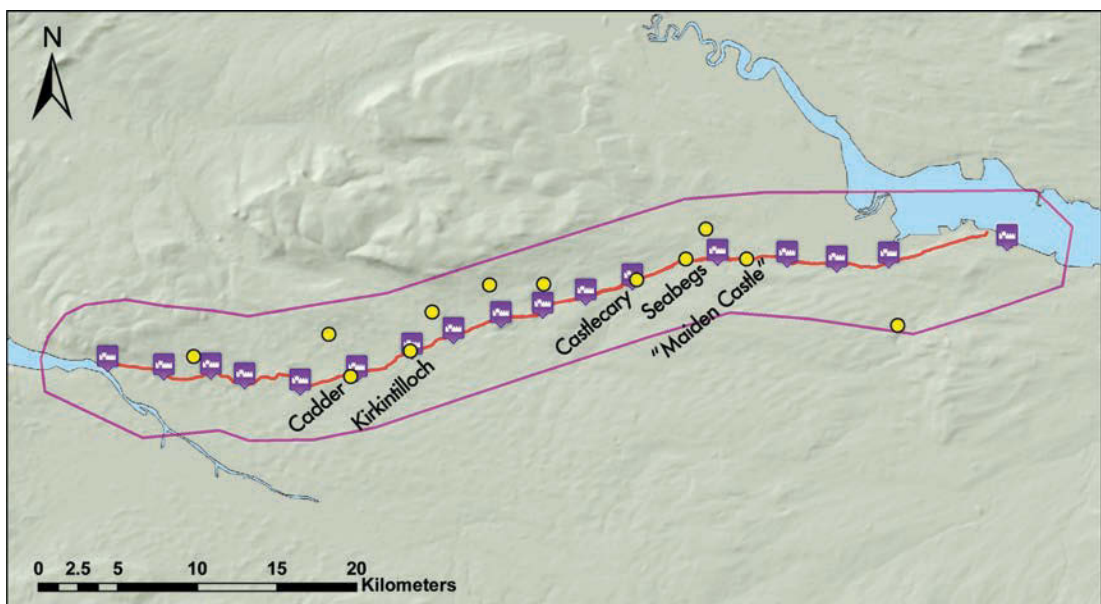 N
Cadder
Kirkintilloch
Castlecary
Seabegs
"Maiden Castle"
0 2.5 5 10 15 20
Kilometers